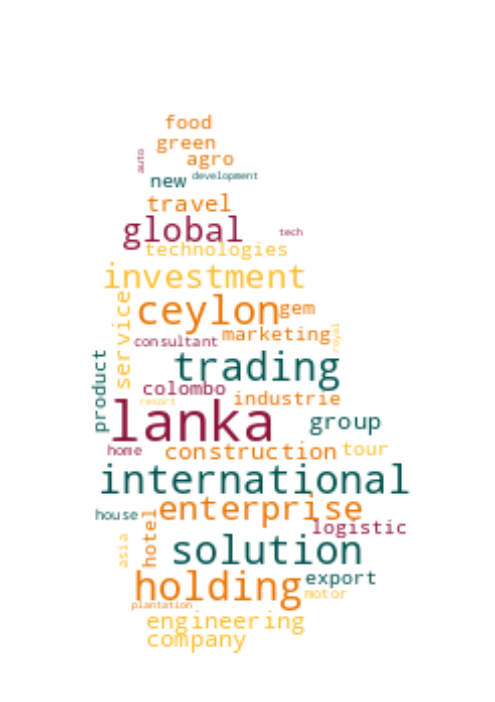 food
green
agro
auto
new
development
travel
global
tech
technologies
investment
service
ceylon
gem
marketing
royal
consultant
trading
product
colombo
resort
industrie
lanka
group
home
construction
tour
international
house
enterprise
logistic
asia
hotel
solution
holding
export
motor
plantation
engineering
company